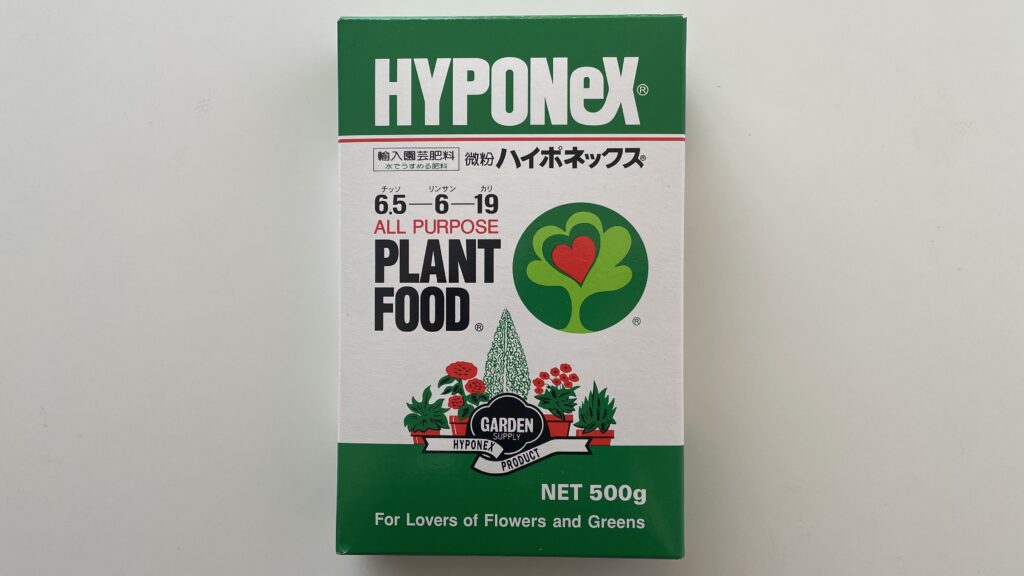 HYPONeX®
輸入園芸肥料
水でうすめる肥料
微粉 ハイポネックス®
チッソ リンサン カリ
6.5—6—19
ALL PURPOSE
PLANT
FOOD®
®
GARDEN
SUPPLY
HYPONEX
PRODUCT
NET 500g
For Lovers of Flowers and Greens